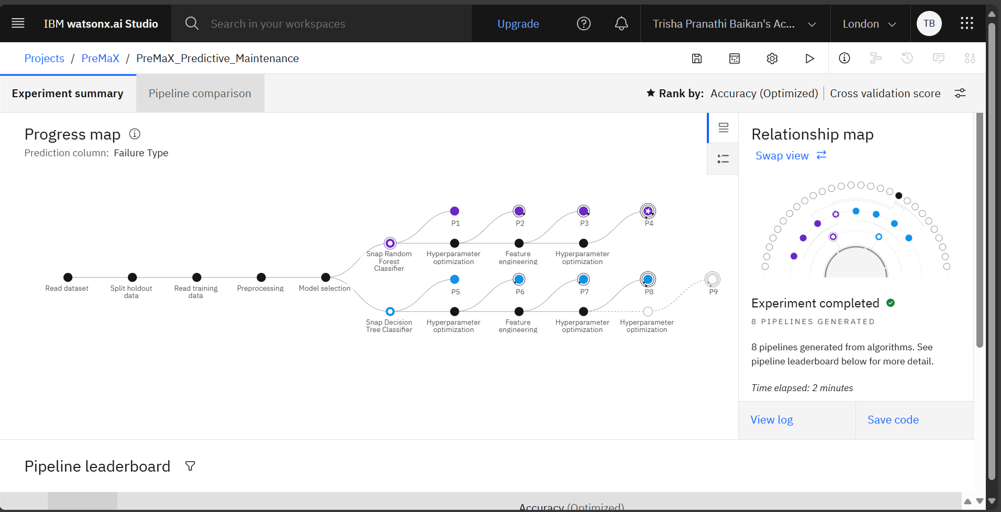 IBM watsonx.ai Studio
Search in your workspaces
Upgrade
Trisha Pranathi Baikan's Ac...
London
TB
Projects / PreMaX / PreMaX_Predictive_Maintenance
Experiment summary
Pipeline comparison
Rank by: Accuracy (Optimized) | Cross validation score
Progress map
Prediction column: Failure Type
P1
P2
P3
P4
Snap Random
Forest
Classifier
Hyperparameter
optimization
Feature
engineering
Hyperparameter
optimization
Read dataset
Split holdout
data
Read training
data
Preprocessing
Model selection
P5
P6
P7
P8
P9
Snap Decision
Tree Classifier
Hyperparameter
optimization
Feature
engineering
Hyperparameter
optimization
Hyperparameter
optimization
Relationship map
Swap view
Experiment completed
8 PIPELINES GENERATED
8 pipelines generated from algorithms. See
pipeline leaderboard below for more detail.
Time elapsed: 2 minutes
View log
Save code
Pipeline leaderboard
Accuracy (Optimized)